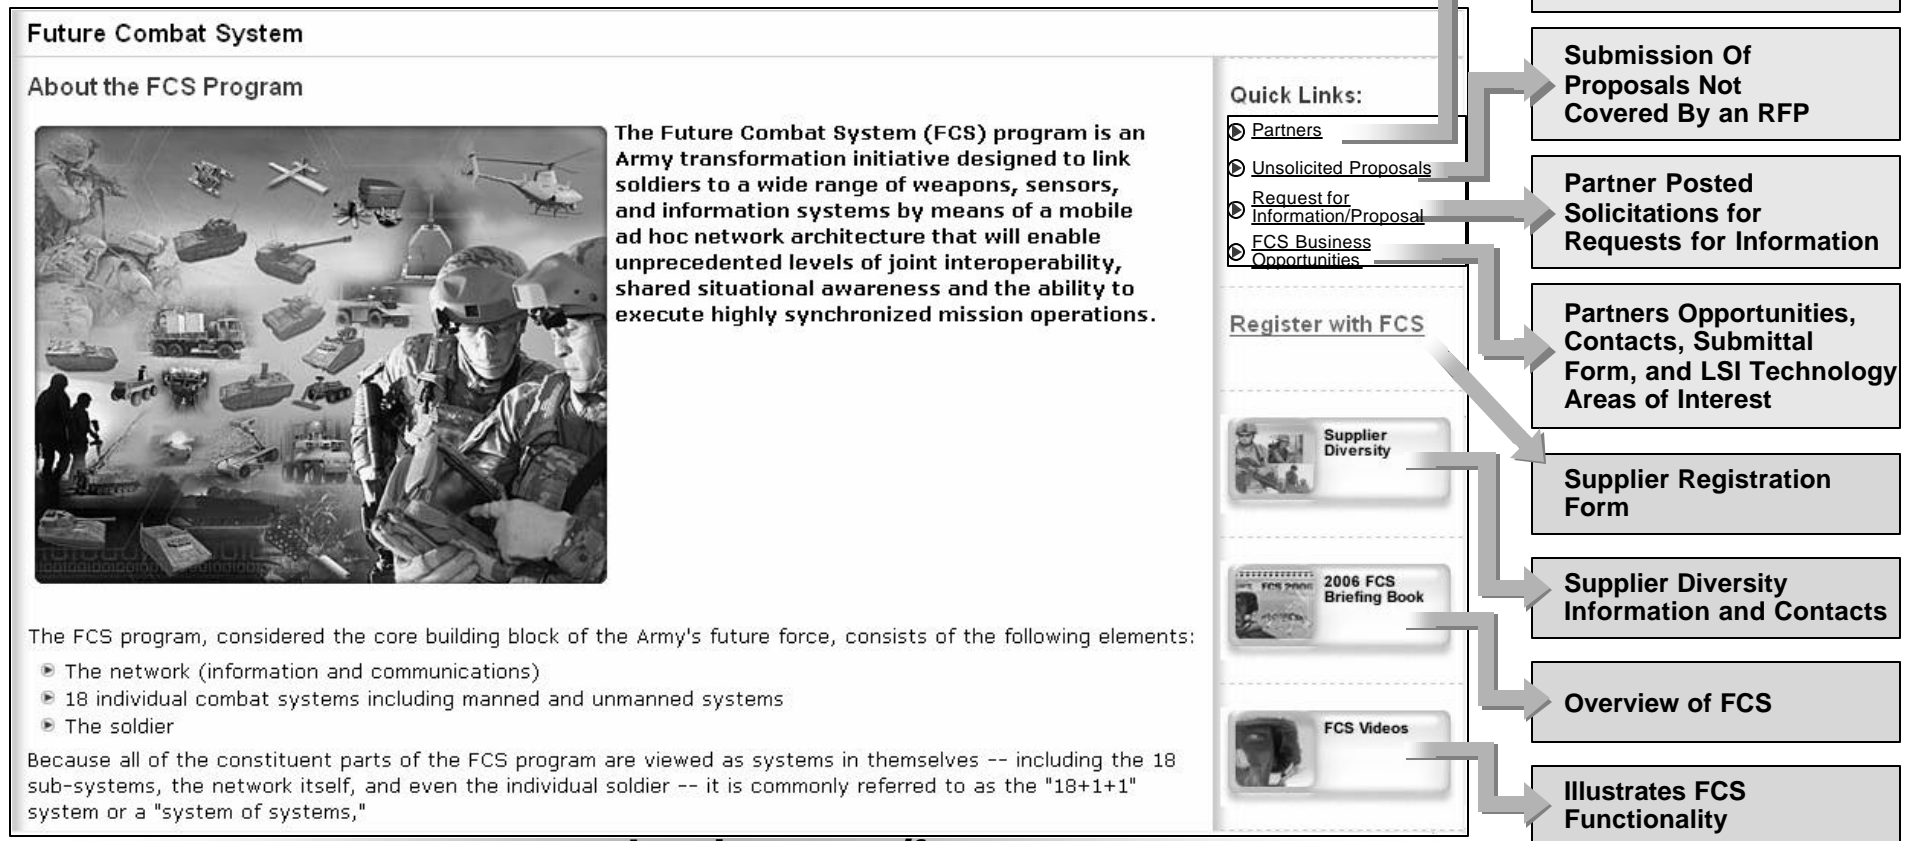 Future Combat System
About the FCS Program
The Future Combat System (FCS) program is an
Army transformation initiative designed to link
soldiers to a wide range of weapons, sensors,
and information systems by means of a mobile
ad hoc network architecture that will enable
unprecedented levels of joint interoperability,
shared situational awareness and the ability to
execute highly synchronized mission operations.
The FCS program, considered the core building block of the Army's future force, consists of the following elements:
The network (information and communications)
18 individual combat systems including manned and unmanned systems
The soldier
Because all of the constituent parts of the FCS program are viewed as systems in themselves -- including the 18
sub-systems, the network itself, and even the individual soldier -- it is commonly referred to as the "18+1+1"
system or a "system of systems,"
Quick Links:
Partners
Unsolicited Proposals
Request for
Information/Proposal
FCS Business
Opportunities
Register with FCS
Supplier
Diversity
FCS 2006
2006 FCS
Briefing Book
FCS Videos
Submission Of
Proposals Not
Covered By an RFP
Partner Posted
Solicitations for
Requests for Information
Partners Opportunities,
Contacts, Submittal
Form, and LSI Technology
Areas of Interest
Supplier Registration
Form
Supplier Diversity
Information and Contacts
Overview of FCS
Illustrates FCS
Functionality